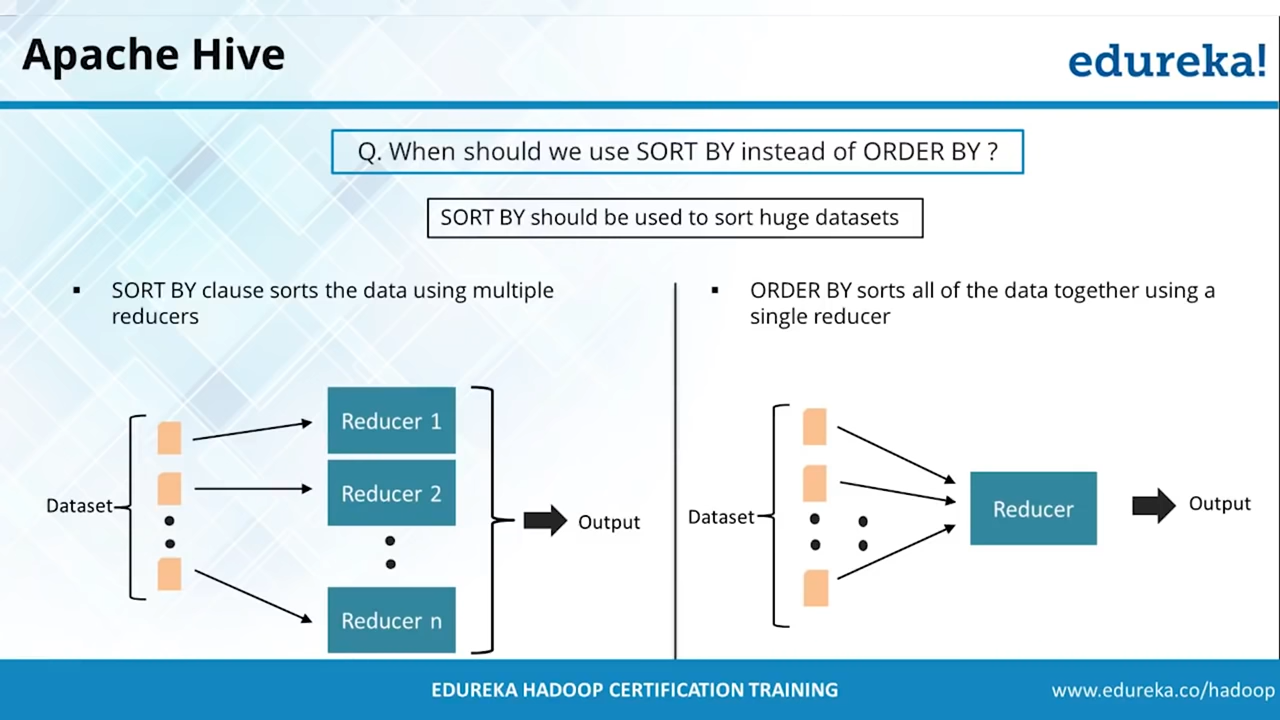 Apache Hive
edureka!
Q. When should we use SORT BY instead of ORDER BY ?
SORT BY should be used to sort huge datasets
▪ SORT BY clause sorts the data using multiple
reducers
Dataset
Reducer 1
Reducer 2
Reducer n
Output
▪ ORDER BY sorts all of the data together using a
single reducer
Dataset
Reducer
Output
EDUREKA HADOOP CERTIFICATION TRAINING
www.edureka.co/hadoop